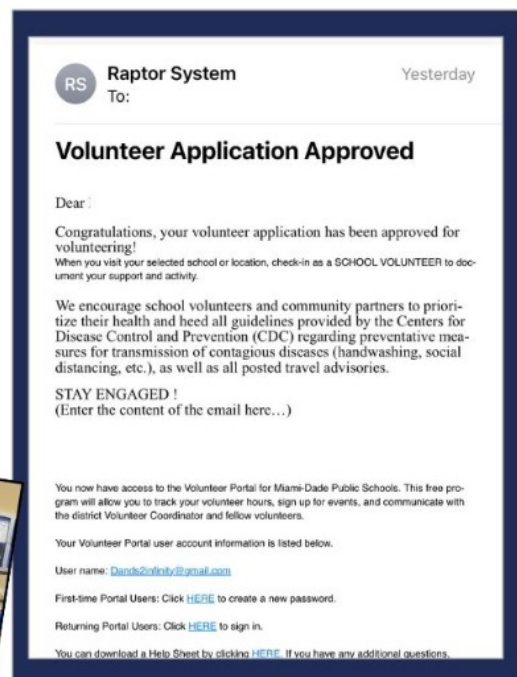 RS
Raptor System
Yesterday
To:
Volunteer Application Approved
Dear
Congratulations, your volunteer application has been approved for
volunteering!
When you visit your selected school or location, check-in as a SCHOOL VOLUNTEER to doc-
ument your support and activity.
We encourage school volunteers and community partners to priori-
tize their health and heed all guidelines provided by the Centers for
Disease Control and Prevention (CDC) regarding preventative mea-
sures for transmission of contagious diseases (handwashing, social
distancing, etc.), as well as all posted travel advisories.
STAY ENGAGED !
(Enter the content of the email here...)
You now have access to the Volunteer Portal for Miami-Dade Public Schools. This free pro-
gram will allow you to track your volunteer hours, sign up for events, and communicate with
the district Volunteer Coordinator and fellow volunteers.
Your Volunteer Portal user account information is listed below.
User name: Dands2infinity@gmail.com
First-time Portal Users: Click HERE to create a new password.
Returning Portal Users: Click HERE to sign in.
You can download a Help Sheet by clicking HERE. If you have any additional questions,